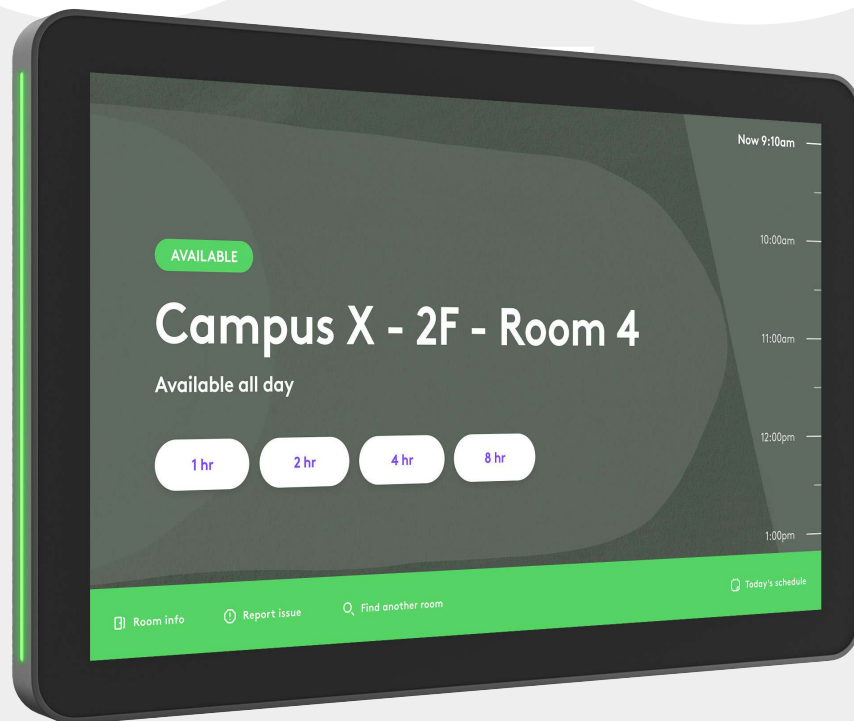 Now 9:10am
10:00am
11:00am
12:00pm
1:00pm
AVAILABLE
Campus X - 2F - Room 4
Available all day
1 hr
2 hr
4 hr
8 hr
Room info
Report issue
Find another room
Today's schedule